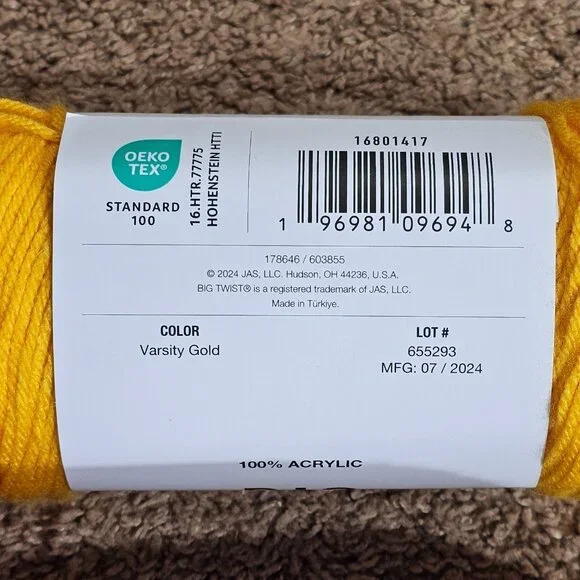 OEKO
TEX®
STANDARD
100
16.HTR.77775
HOHENSTEIN HTTI
16801417
1 96981 09694 8
178646 / 603855
© 2024 JAS, LLC. Hudson, OH 44236, U.S.A.
BIG TWIST® is a registered trademark of JAS, LLC.
Made in Türkiye.
COLOR
Varsity Gold
LOT #
655293
MFG: 07 / 2024
100% ACRYLIC